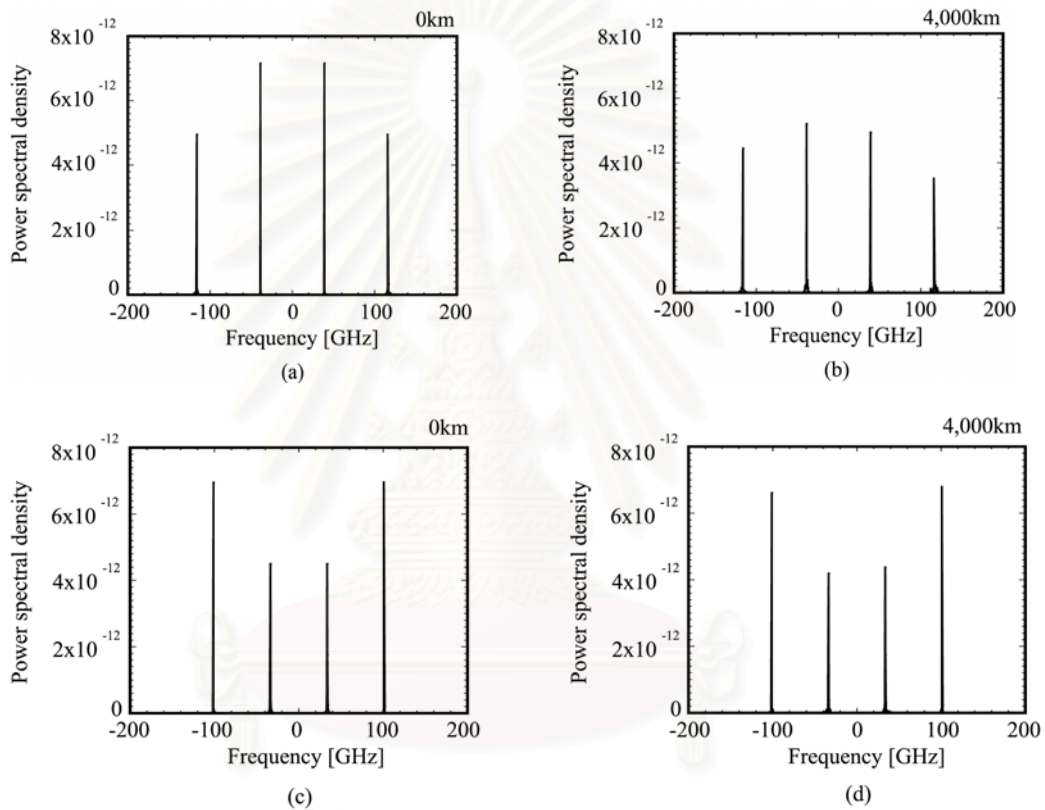 0km
8x10 -12
6x10 -12
4x10 -12
2x10 -12
0
-200 -100 0 100 200
Power spectral density
Frequency [GHz]
(a)
4,000km
8x10 -12
6x10 -12
4x10 -12
2x10 -12
0
-200 -100 0 100 200
Power spectral density
Frequency [GHz]
(b)
0km
8x10 -12
6x10 -12
4x10 -12
2x10 -12
0
-200 -100 0 100 200
Power spectral density
Frequency [GHz]
(c)
4,000km
8x10 -12
6x10 -12
4x10 -12
2x10 -12
0
-200 -100 0 100 200
Power spectral density
Frequency [GHz]
(d)